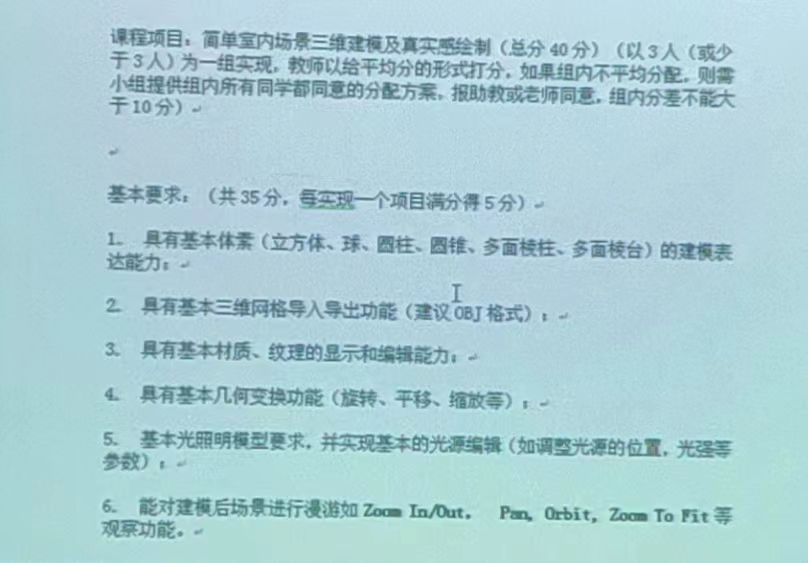 课程项目：简单室内场景三维建模及真实感绘制（总分 40 分）（以 3 人（或少
于 3 人）为一组实现，教师以给平均分的形式打分，如果组内不平均分配，则需
小组提供组内所有同学都同意的分配方案，报助教或老师同意，组内分差不能大
于 10 分）
基本要求：（共 35 分，每实现一个项目满分得 5 分）
1. 具有基本体素（立方体、球、圆柱、圆锥、多面棱柱、多面棱台）的建模表
达能力；
2. 具有基本三维网格导入导出功能（建议 OBJ 格式）；
3. 具有基本材质、纹理的显示和编辑能力；
4. 具有基本几何变换功能（旋转、平移、缩放等）；
5. 基本光照明模型要求，并实现基本的光源编辑（如调整光源的位置，光强等
参数）；
6. 能对建模后场景进行漫游如 Zoom In/Out， Pan, Orbit, Zoom To Fit 等
观察功能。